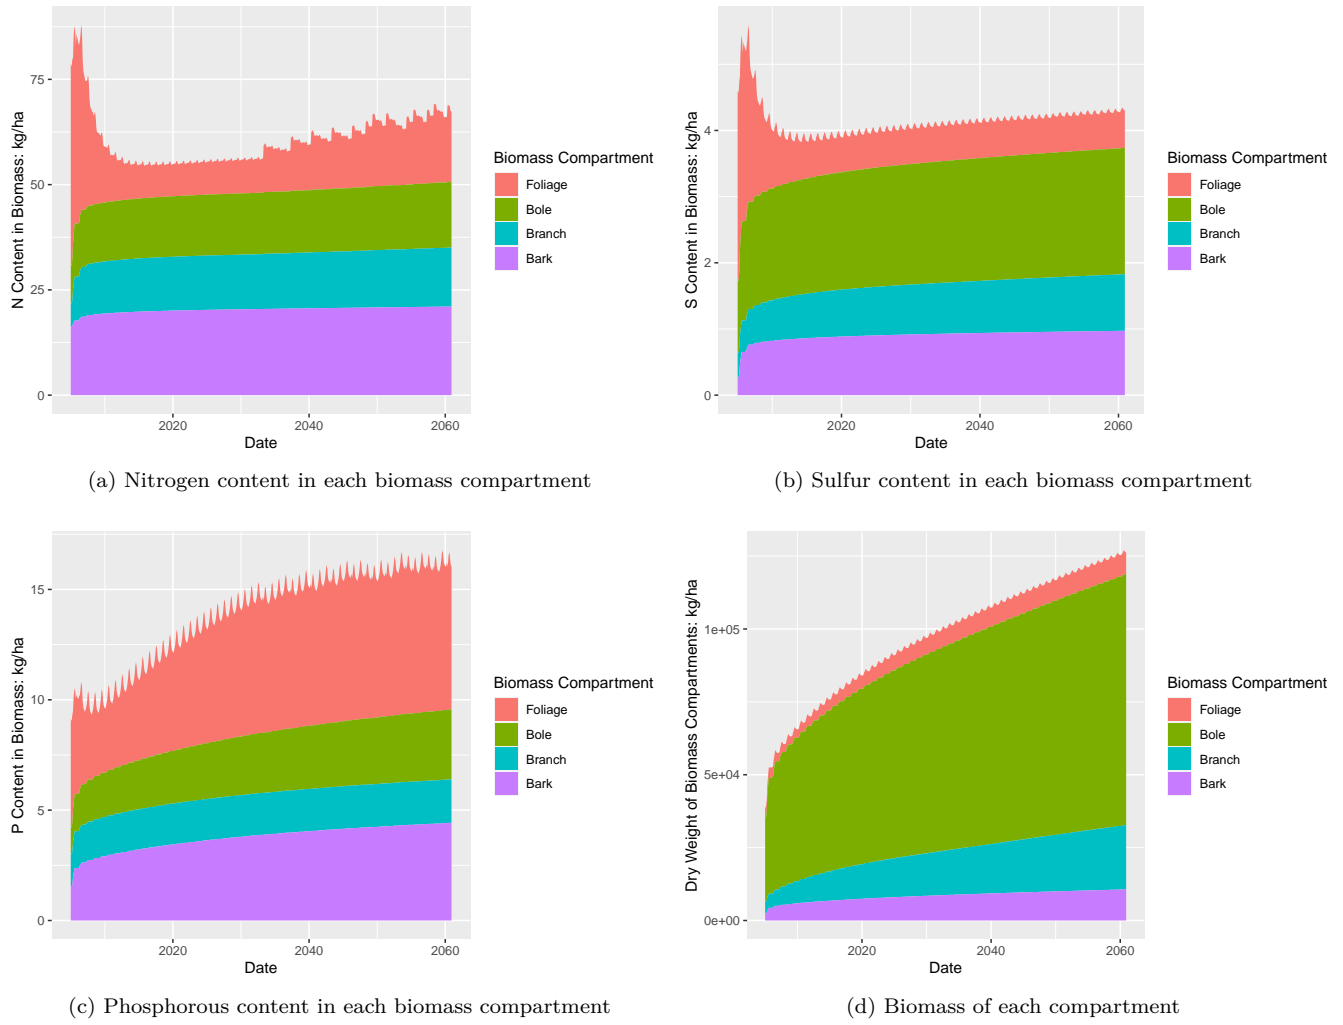 N Content in Biomass: kg/ha
75
50
25
0
2020
2040
2060
Date
Biomass Compartment
Foliage
Bole
Branch
Bark
(a) Nitrogen content in each biomass compartment
S Content in Biomass: kg/ha
4
2
0
2020
2040
2060
Date
Biomass Compartment
Foliage
Bole
Branch
Bark
(b) Sulfur content in each biomass compartment
P Content in Biomass: kg/ha
15
10
5
0
2020
2040
2060
Date
Biomass Compartment
Foliage
Bole
Branch
Bark
(c) Phosphorous content in each biomass compartment
Dry Weight of Biomass Compartments: kg/ha
1e+05
5e+04
0e+00
2020
2040
2060
Date
Biomass Compartment
Foliage
Bole
Branch
Bark
(d) Biomass of each compartment